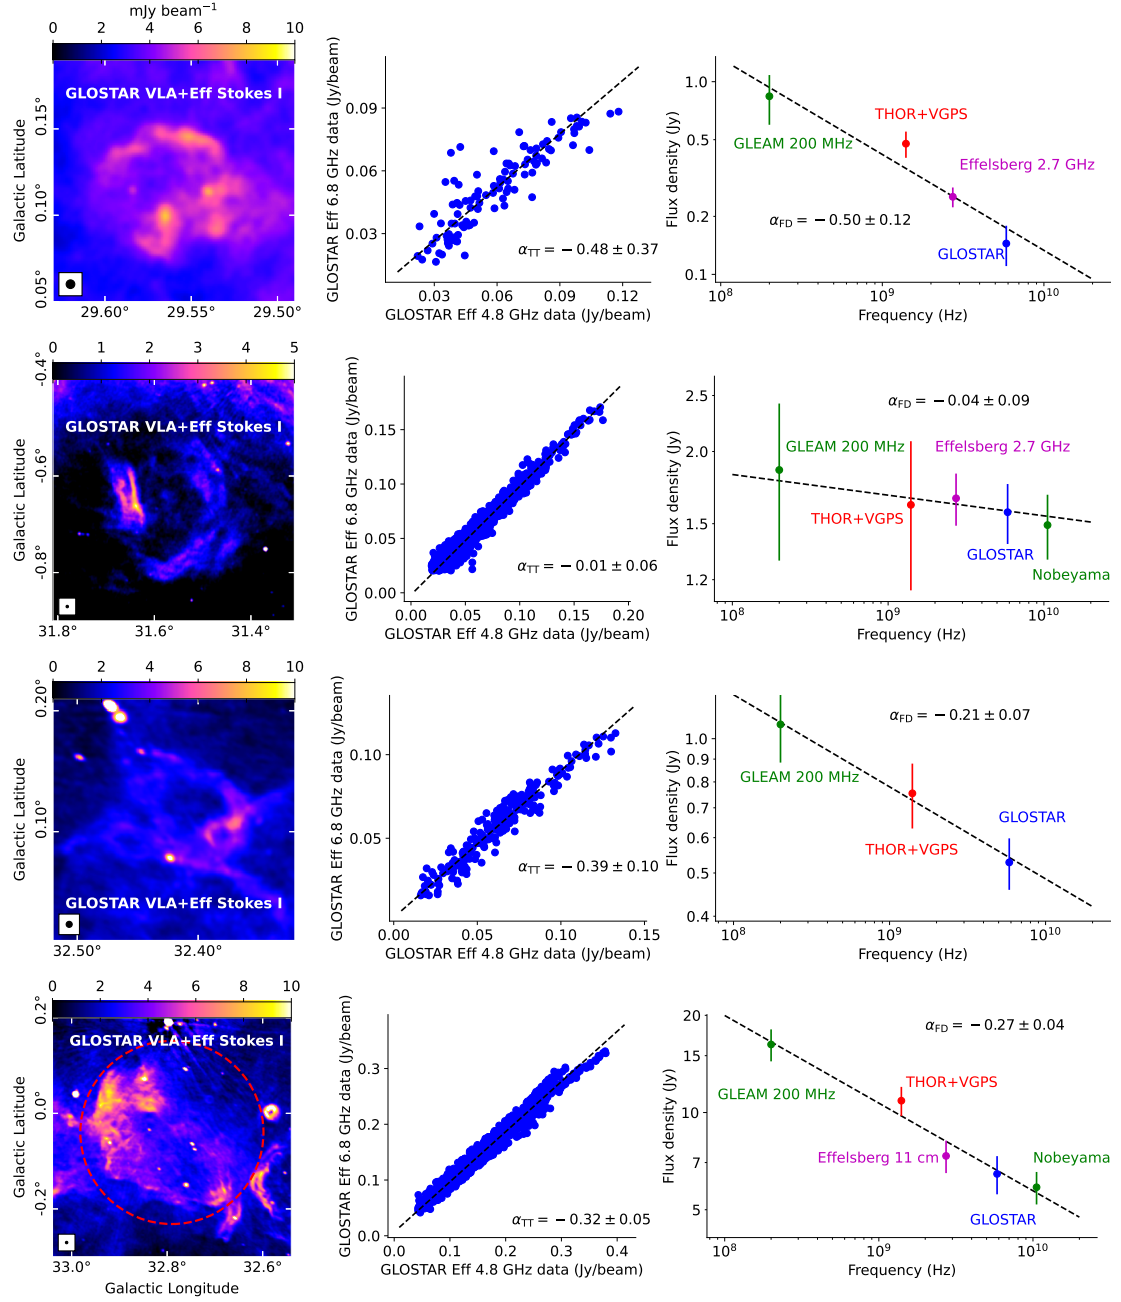 mJy beam⁻¹
0 2 4 6 8 10
GLOSTAR VLA+Eff Stokes I
Galactic Latitude
0.15°
0.10°
0.05°
29.60° 29.55° 29.50°
GLOSTAR Eff 6.8 GHz data (Jy/beam)
0.09
0.06
0.03
α_TT = −0.48 ± 0.37
0.03 0.06 0.09 0.12
GLOSTAR Eff 4.8 GHz data (Jy/beam)
Flux density (Jy)
1.0
0.5
0.2
0.1
GLEAM 200 MHz
THOR+VGPS
Effelsberg 2.7 GHz
α_FD = −0.50 ± 0.12
GLOSTAR
10⁸ 10⁹ 10¹⁰
Frequency (Hz)
0 1 2 3 4 5
GLOSTAR VLA+Eff Stokes I
Galactic Latitude
-0.4°
-0.6°
-0.8°
31.8° 31.6° 31.4°
GLOSTAR Eff 6.8 GHz data (Jy/beam)
0.15
0.10
0.05
0.00
α_TT = −0.01 ± 0.06
0.00 0.05 0.10 0.15 0.20
GLOSTAR Eff 4.8 GHz data (Jy/beam)
Flux density (Jy)
2.5
2.0
1.5
1.2
α_FD = −0.04 ± 0.09
GLEAM 200 MHz
Effelsberg 2.7 GHz
THOR+VGPS
GLOSTAR
Nobeyama
10⁸ 10⁹ 10¹⁰
Frequency (Hz)
0 2 4 6 8 10
Galactic Latitude
0.20°
0.10°
GLOSTAR VLA+Eff Stokes I
32.50° 32.40°
GLOSTAR Eff 6.8 GHz data (Jy/beam)
0.10
0.05
α_TT = −0.39 ± 0.10
0.00 0.05 0.10 0.15
GLOSTAR Eff 4.8 GHz data (Jy/beam)
Flux density (Jy)
1.0
0.9
0.8
0.7
0.6
0.5
0.4
α_FD = −0.21 ± 0.07
GLEAM 200 MHz
GLOSTAR
THOR+VGPS
10⁸ 10⁹ 10¹⁰
Frequency (Hz)
0 2 4 6 8 10
GLOSTAR VLA+Eff Stokes I
Galactic Latitude
0.2°
0.0°
-0.2°
33.0° 32.8° 32.6°
Galactic Longitude
GLOSTAR Eff 6.8 GHz data (Jy/beam)
0.3
0.2
0.1
0.0
α_TT = −0.32 ± 0.05
0.0 0.1 0.2 0.3 0.4
GLOSTAR Eff 4.8 GHz data (Jy/beam)
Flux density (Jy)
20
15
10
7
5
α_FD = −0.27 ± 0.04
THOR+VGPS
GLEAM 200 MHz
Effelsberg 11 cm
Nobeyama
GLOSTAR
10⁸ 10⁹ 10¹⁰
Frequency (Hz)